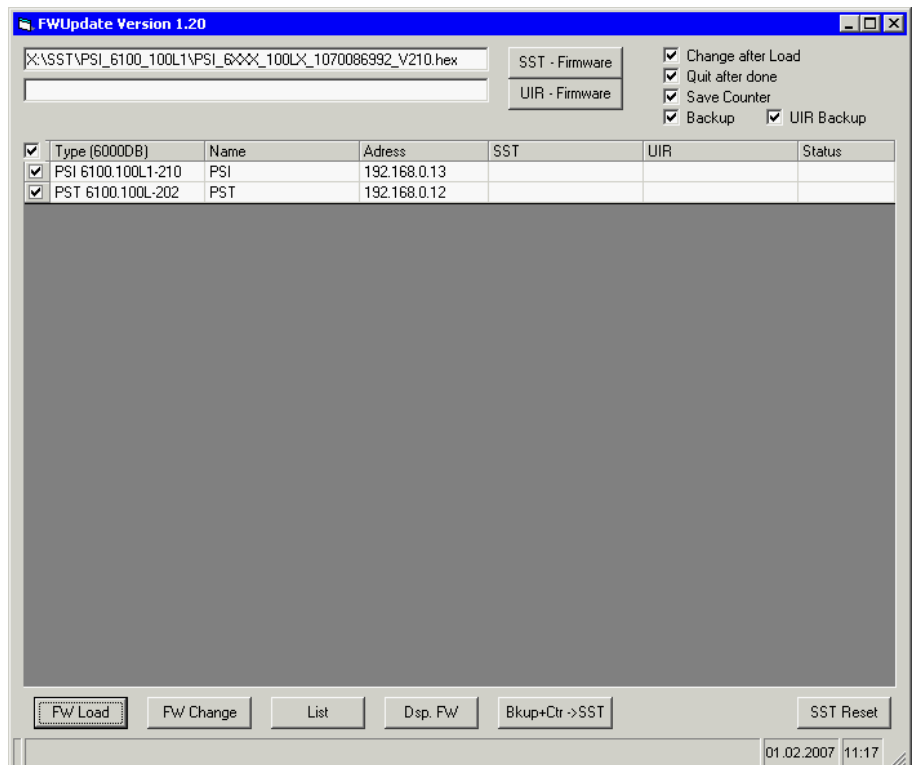 FWUpdate Version 1.20
X:\SST\PSI_6100_100L1\PSI_6XXX_100LX_1070086992_V210.hex
SST - Firmware
UIR - Firmware
Change after Load
Quit after done
Save Counter
Backup UIR Backup
Type (6000DB) Name Adress SST UIR Status
PSI 6100.100L1-210 PSI 192.168.0.13
PST 6100.100L-202 PST 192.168.0.12
FW Load FW Change List Dsp. FW Bkup+Ctr ->SST SST Reset
01.02.2007 11:17